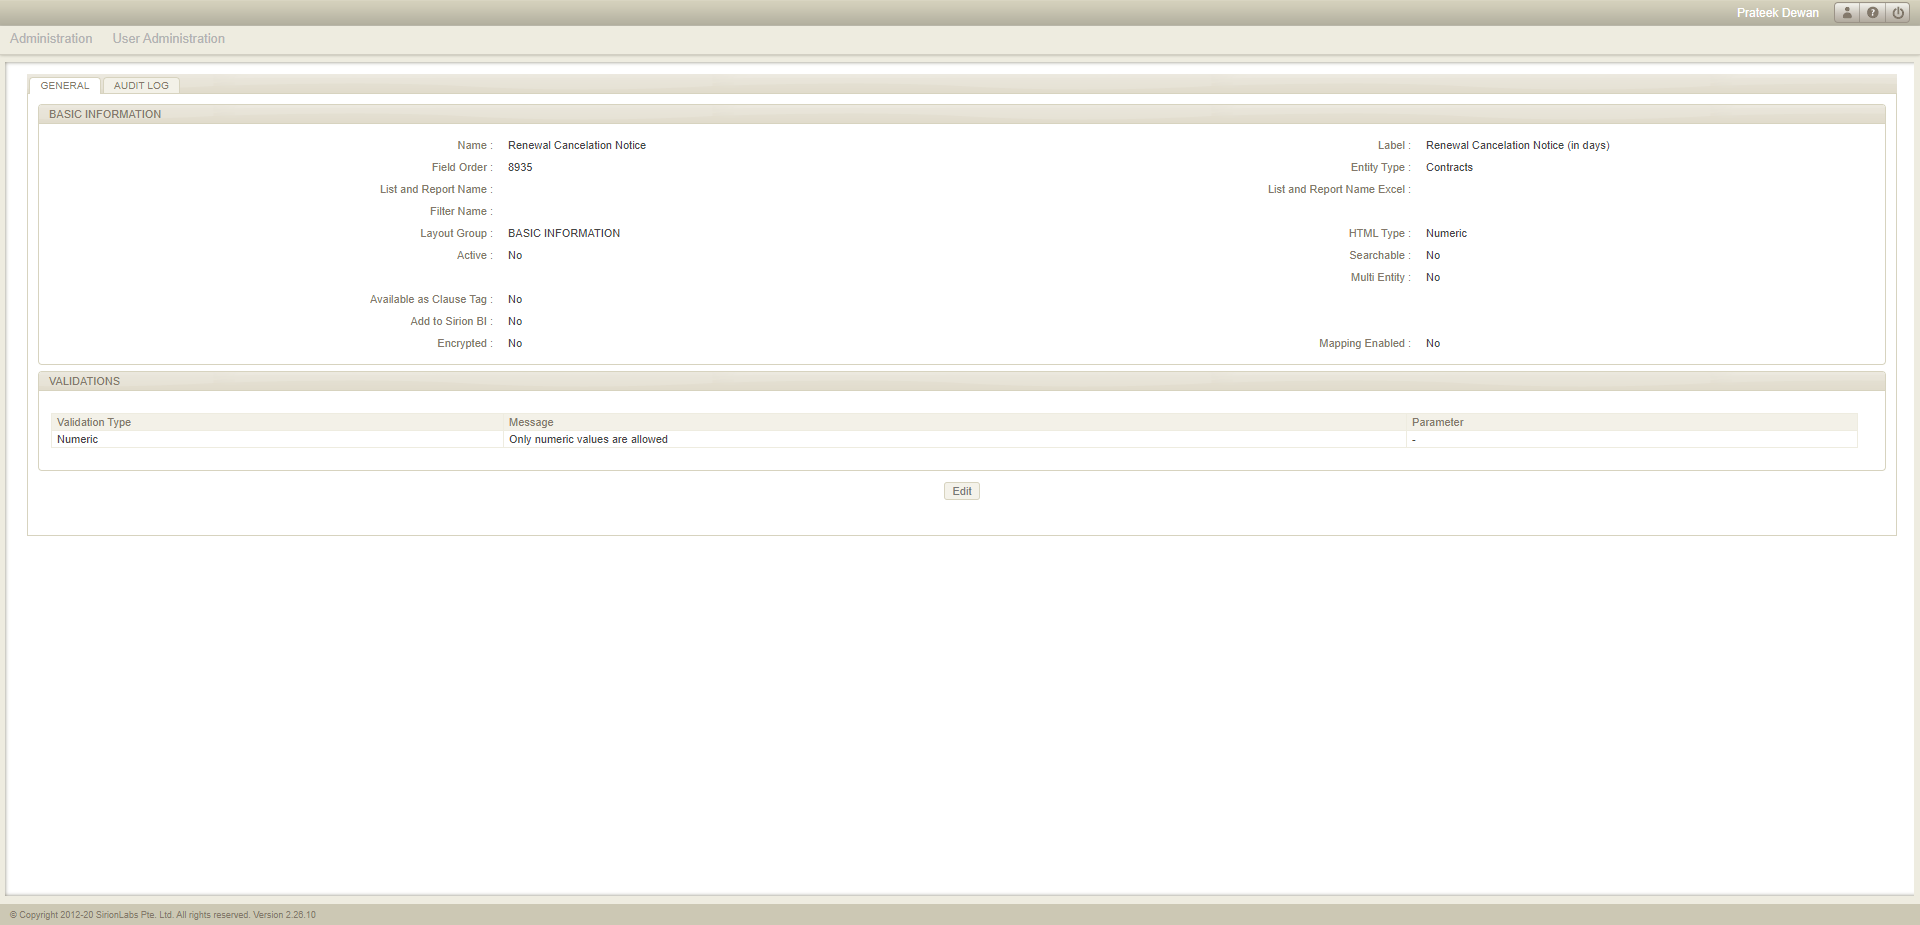 Prateek Dewan
Administration User Administration
GENERAL AUDIT LOG
BASIC INFORMATION
Name : Renewal Cancelation Notice Label : Renewal Cancelation Notice (in days)
Field Order : 8935 Entity Type : Contracts
List and Report Name : List and Report Name Excel :
Filter Name :
Layout Group : BASIC INFORMATION HTML Type : Numeric
Active : No Searchable : No
Multi Entity : No
Available as Clause Tag : No
Add to Sirion BI : No
Encrypted : No Mapping Enabled : No
VALIDATIONS
Validation Type Message Parameter
Numeric Only numeric values are allowed -
Edit
© Copyright 2012-20 SirionLabs Pte. Ltd. All rights reserved. Version 2.26.10